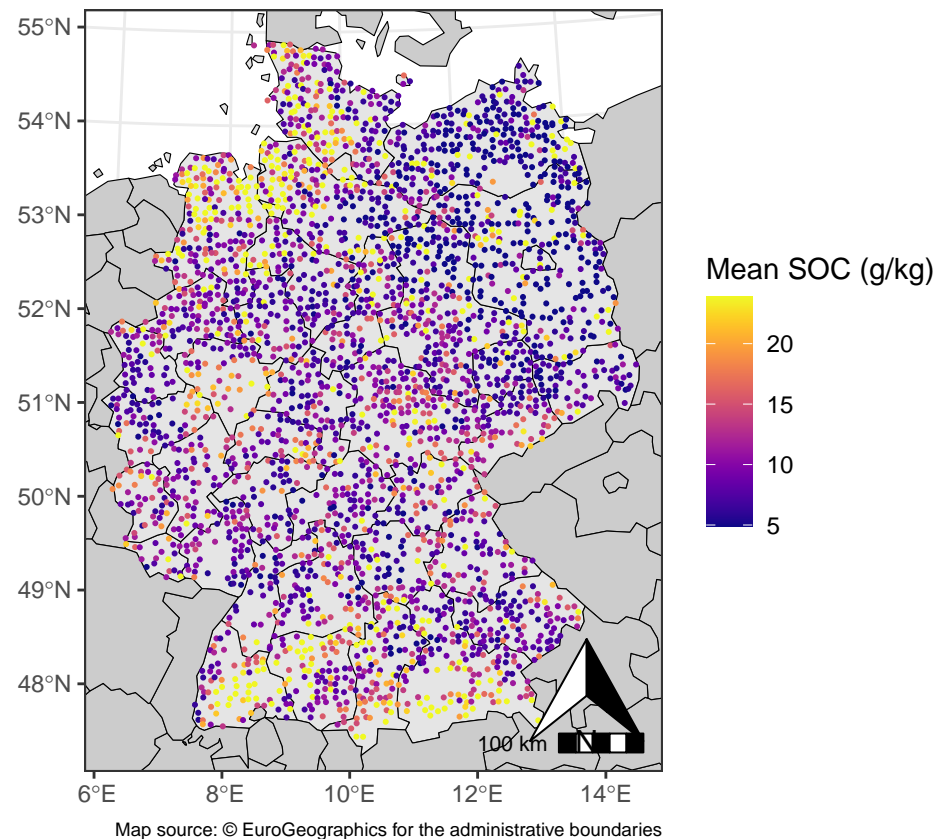 55°N
54°N
53°N
52°N
51°N
50°N
49°N
48°N
6°E 8°E 10°E 12°E 14°E
Mean SOC (g/kg)
20
15
10
5
100 km
N
Map source: © EuroGeographics for the administrative boundaries